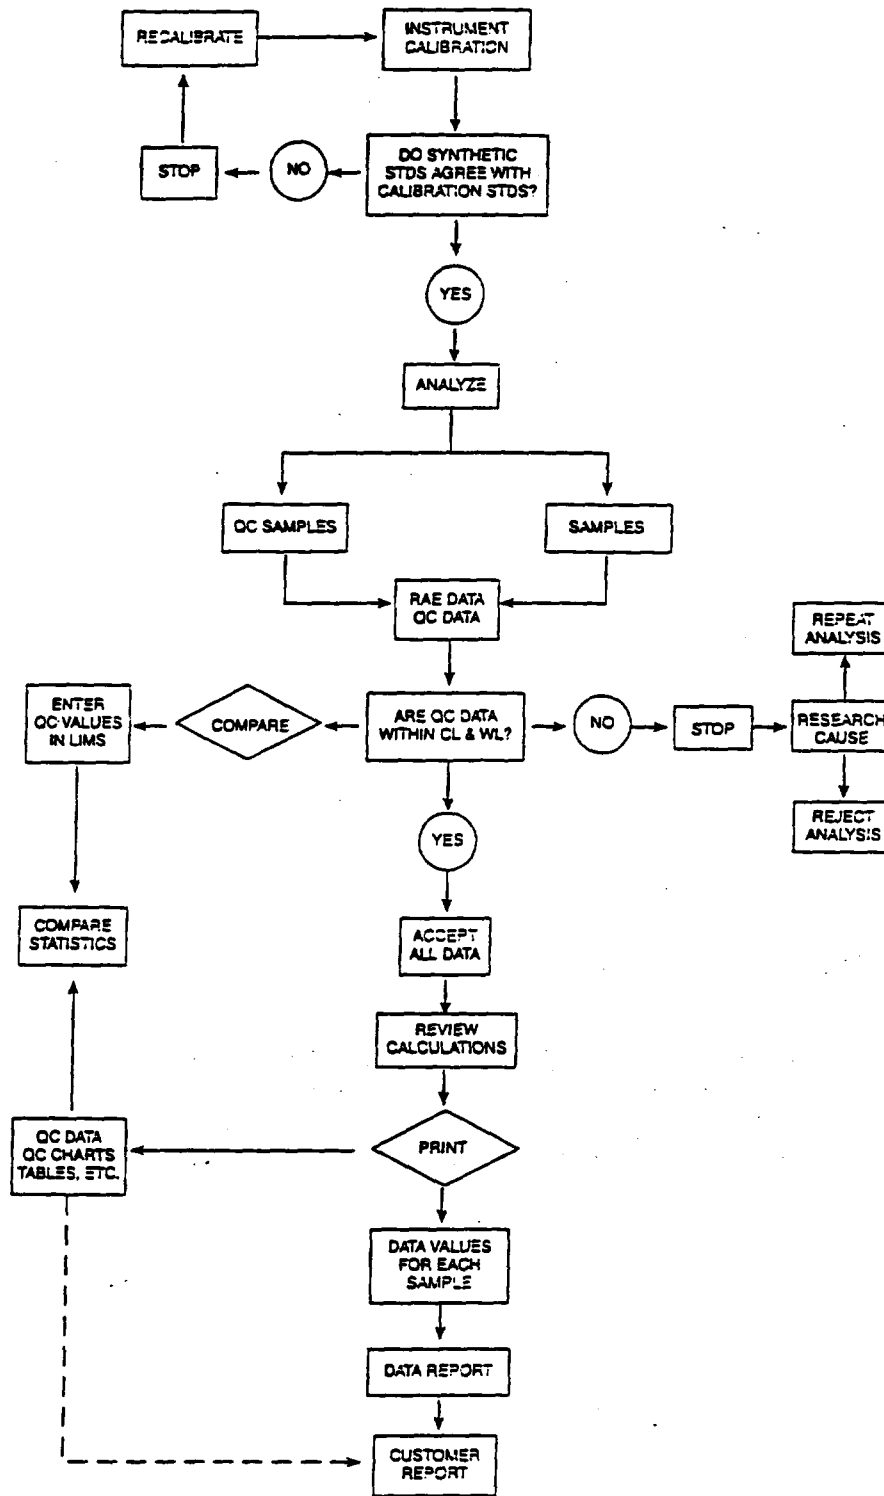 RECALIBRATE
INSTRUMENT
CALIBRATION
STOP
NO
DO SYNTHETIC
STDS AGREE WITH
CALIBRATION STDS?
YES
ANALYZE
QC SAMPLES
SAMPLES
RAE DATA
QC DATA
REPEAT
ANALYSIS
ENTER
QC VALUES
IN LIMS
COMPARE
ARE QC DATA
WITHIN CL & WL?
NO
STOP
RESEARCH
CAUSE
REJECT
ANALYSIS
YES
COMPARE
STATISTICS
ACCEPT
ALL DATA
REVIEW
CALCULATIONS
QC DATA
QC CHARTS
TABLES, ETC.
PRINT
DATA VALUES
FOR EACH
SAMPLE
DATA REPORT
CUSTOMER
REPORT